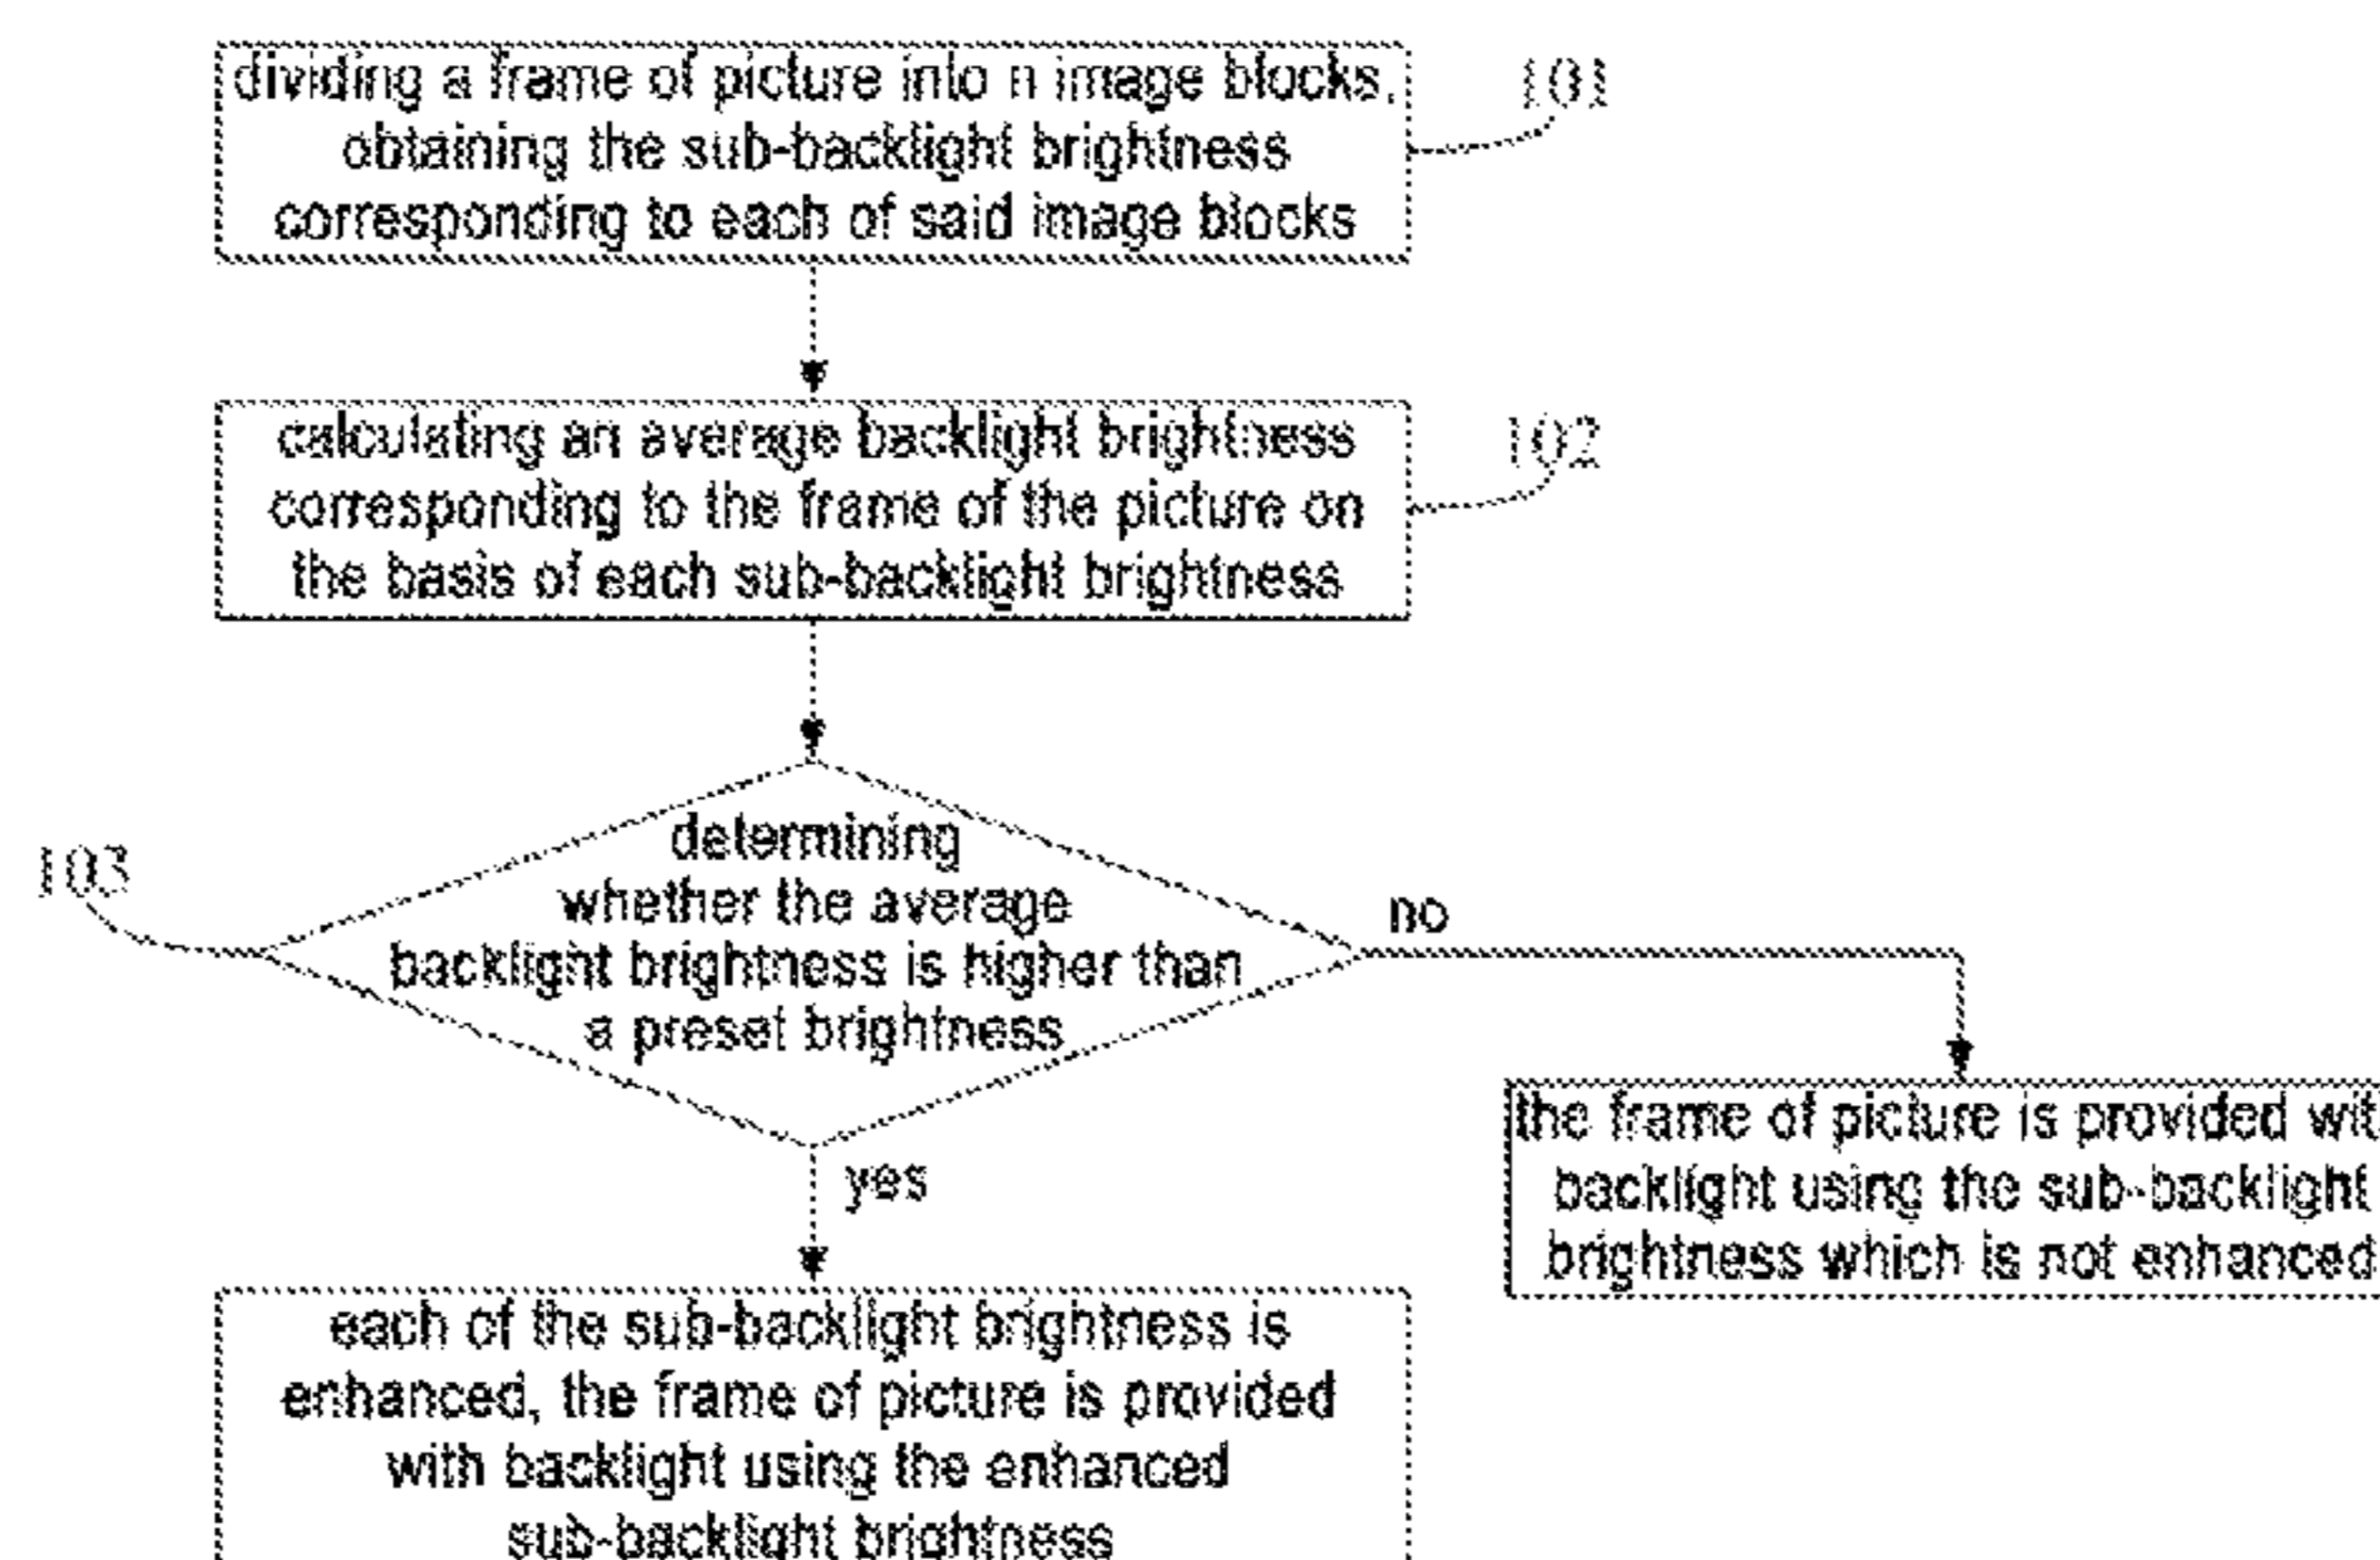 dividing a frame of picture into n image blocks,
obtaining the sub-backlight brightness
corresponding to each of said image blocks
101
calculating an average backlight brightness
corresponding to the frame of the picture on
the basis of each sub-backlight brightness
102
determining
whether the average
backlight brightness is higher than
a preset brightness
103
no
yes
the frame of picture is provided
backlight using the sub-backlight
brightness which is not enhanced
each of the sub-backlight brightness is
enhanced, the frame of picture is provided
with backlight using the enhanced
sub-backlight brightness